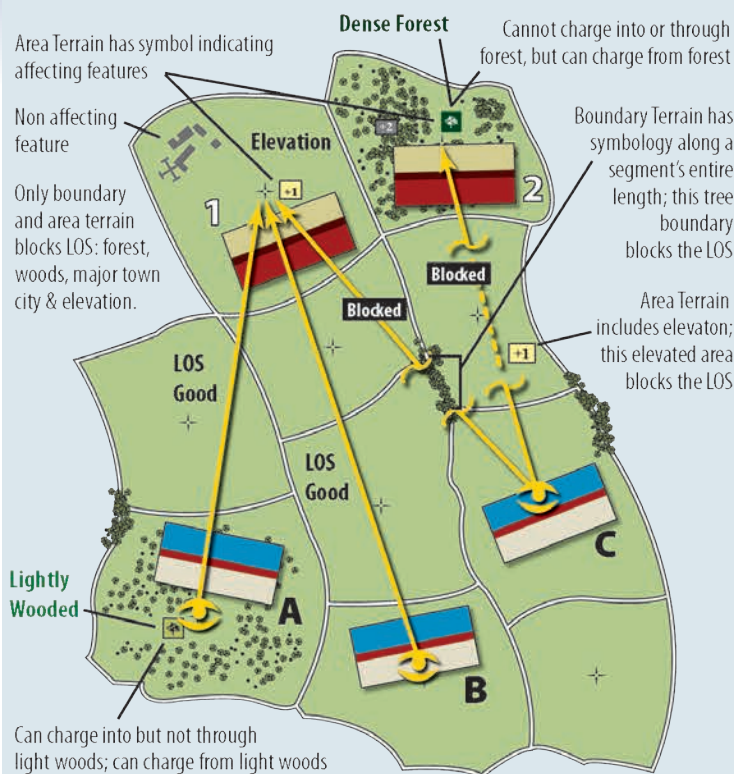 Dense Forest
Cannot charge into or through
forest, but can charge from forest
Area Terrain has symbol indicating
affecting features
Non affecting
feature
Elevation
+2
+1
1
2
Boundary Terrain has
symbology along a
segment's entire
length; this tree
boundary
blocks the LOS
Only boundary
and area terrain
blocks LOS: forest,
woods, major town
city & elevation.
Blocked
Blocked
Area Terrain
includes elevaton;
this elevated area
blocks the LOS
+1
LOS
Good
LOS
Good
C
Lightly
Wooded
A
B
Can charge into but not through
light woods; can charge from light woods